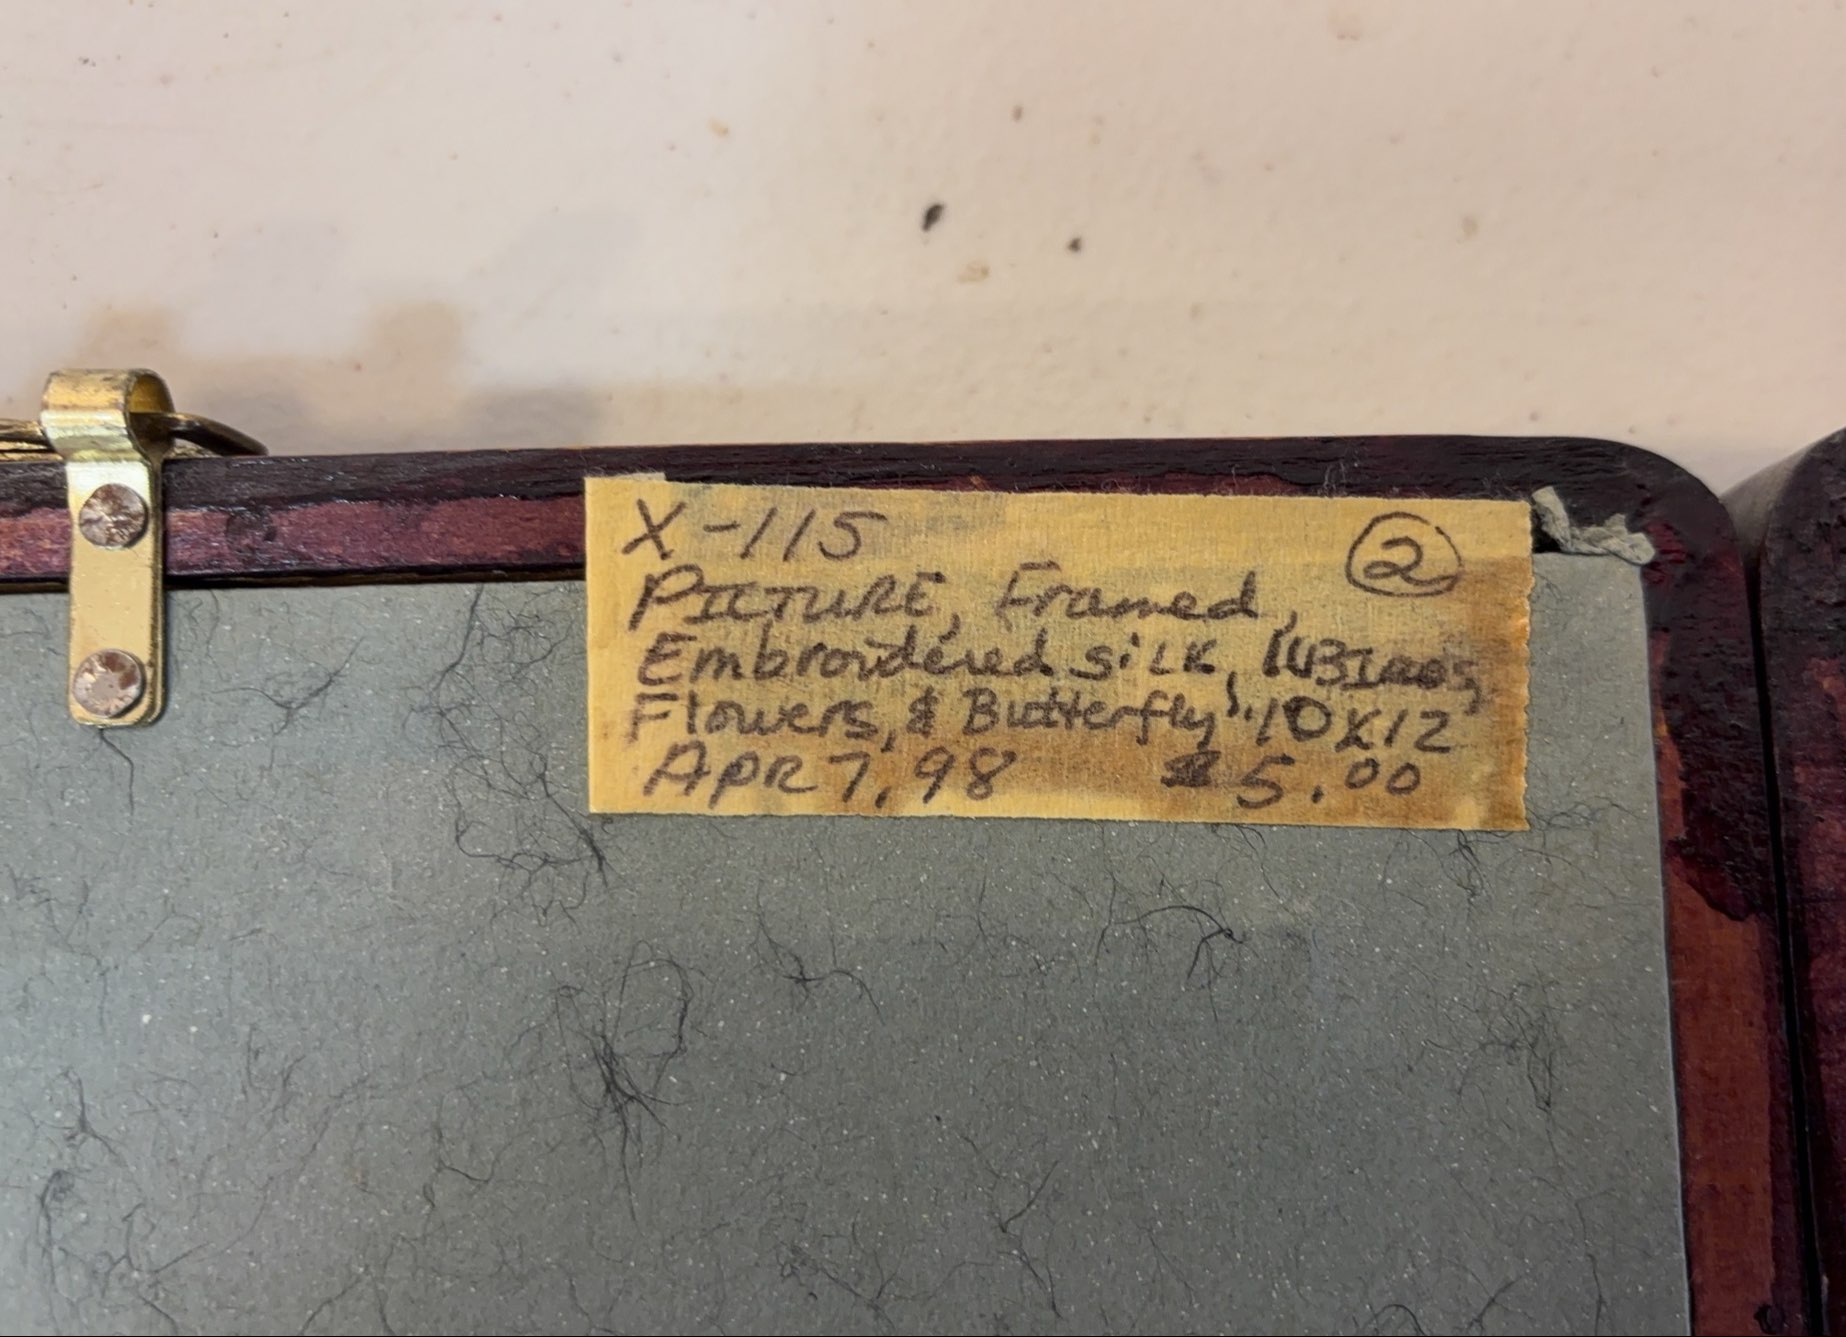 X-115 ②
PICTURE, Framed,
Embroidered silk, Birds,
Flowers, & Butterfly 10X12
APR 7, 98 $5.00